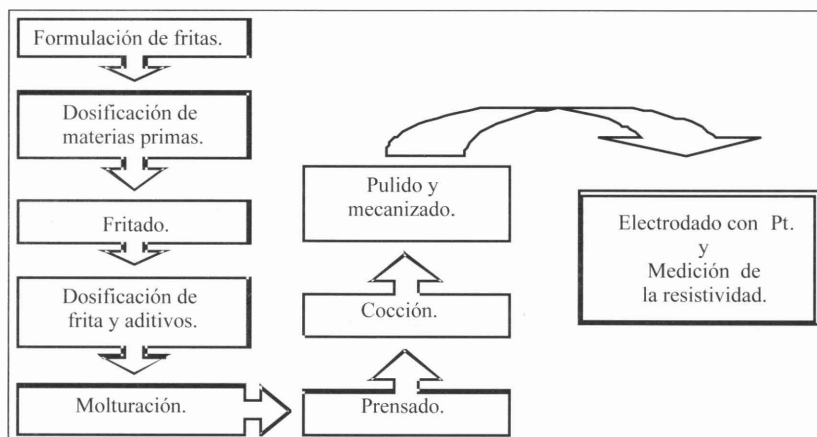 Formulación de fritas.
Dosificación de
materias primas.
Fritado.
Dosificación de
frita y aditivos.
Molturación.
Prensado.
Cocción.
Pulido y
mecanizado.
Electrodado con Pt.
y
Medición de
la resistividad.